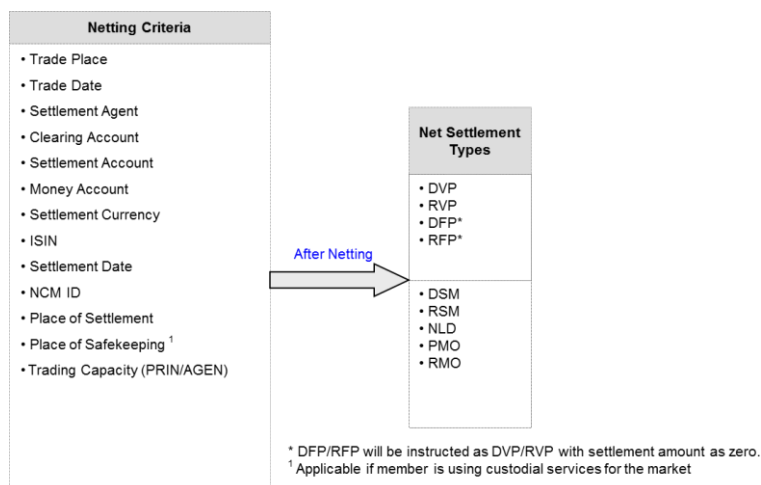 Netting Criteria
• Trade Place
• Trade Date
• Settlement Agent
• Clearing Account
• Settlement Account
• Money Account
• Settlement Currency
• ISIN
• Settlement Date
• NCM ID
• Place of Settlement
• Place of Safekeeping 1
• Trading Capacity (PRIN/AGEN)
After Netting
Net Settlement
Types
• DVP
• RVP
• DFP*
• RFP*
• DSM
• RSM
• NLD
• PMO
• RMO
* DFP/RFP will be instructed as DVP/RVP with settlement amount as zero.
1 Applicable if member is using custodial services for the market